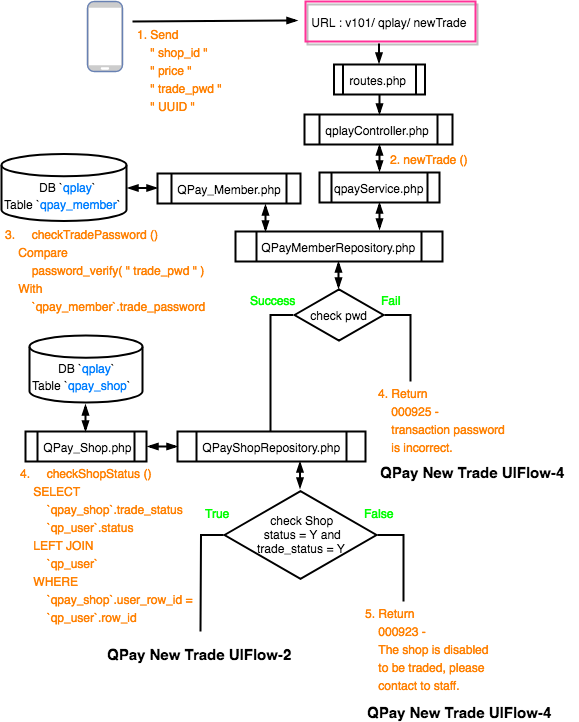 URL : v101/ qplay/ newTrade
1. Send
" shop_id "
" price "
" trade_pwd "
" UUID "
routes.php
qplayController.php
2. newTrade ()
DB `qplay`
Table `qpay_member`
QPay_Member.php
qpayService.php
3. checkTradePassword ()
Compare
password_verify( " trade_pwd " )
With
`qpay_member`.trade_password
QPayMemberRepository.php
Success
Fail
check pwd
DB `qplay`
Table `qpay_shop`
4. Return
000925 -
transaction password
is incorrect.
QPay New Trade UIFlow-4
QPay_Shop.php
QPayShopRepository.php
4. checkShopStatus ()
SELECT
`qpay_shop`.trade_status
`qp_user`.status
LEFT JOIN
`qp_user`
WHERE
`qpay_shop`.user_row_id =
`qp_user`.row_id
True
False
check Shop
status = Y and
trade_status = Y
QPay New Trade UIFlow-2
5. Return
000923 -
The shop is disabled
to be traded, please
contact to staff.
QPay New Trade UIFlow-4